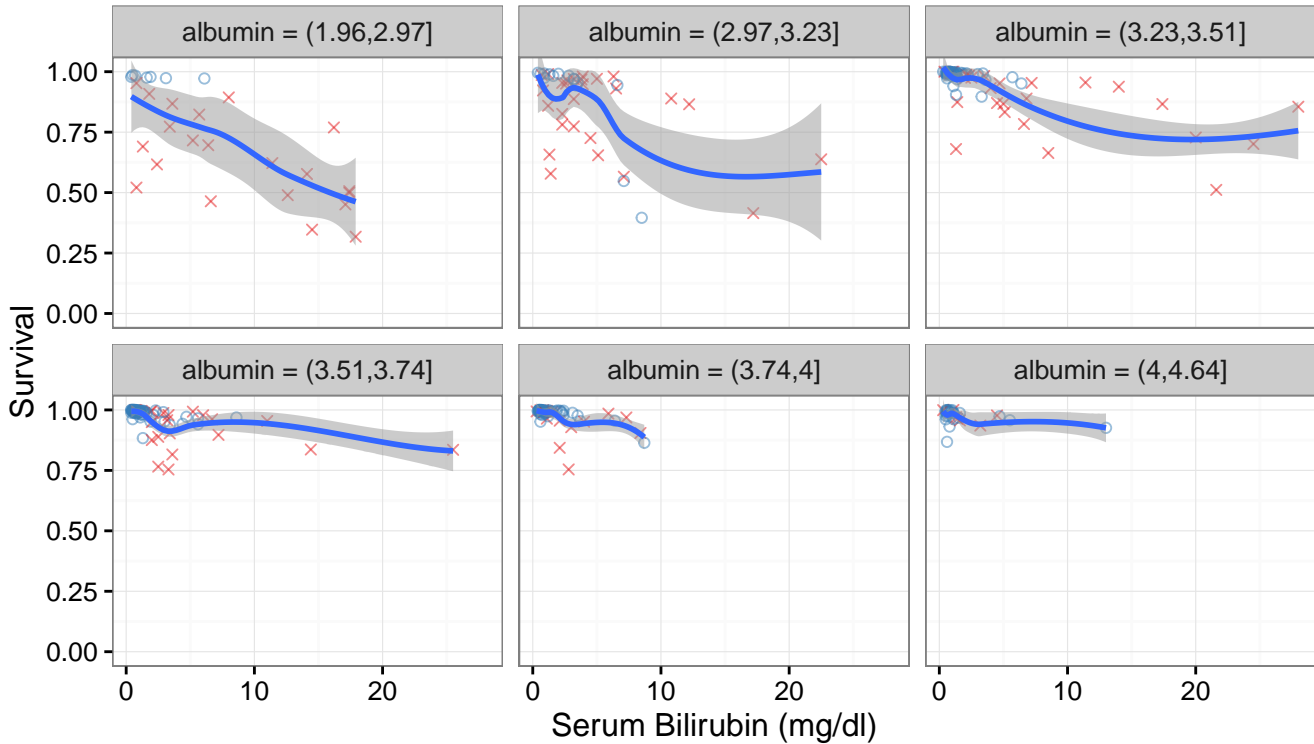 albumin = (1.96,2.97]
albumin = (2.97,3.23]
albumin = (3.23,3.51]
1.00
0.75
0.50
0.25
0.00
Survival
albumin = (3.51,3.74]
albumin = (3.74,4]
albumin = (4,4.64]
1.00
0.75
0.50
0.25
0.00
0 10 20
0 10 20
0 10 20
Serum Bilirubin (mg/dl)